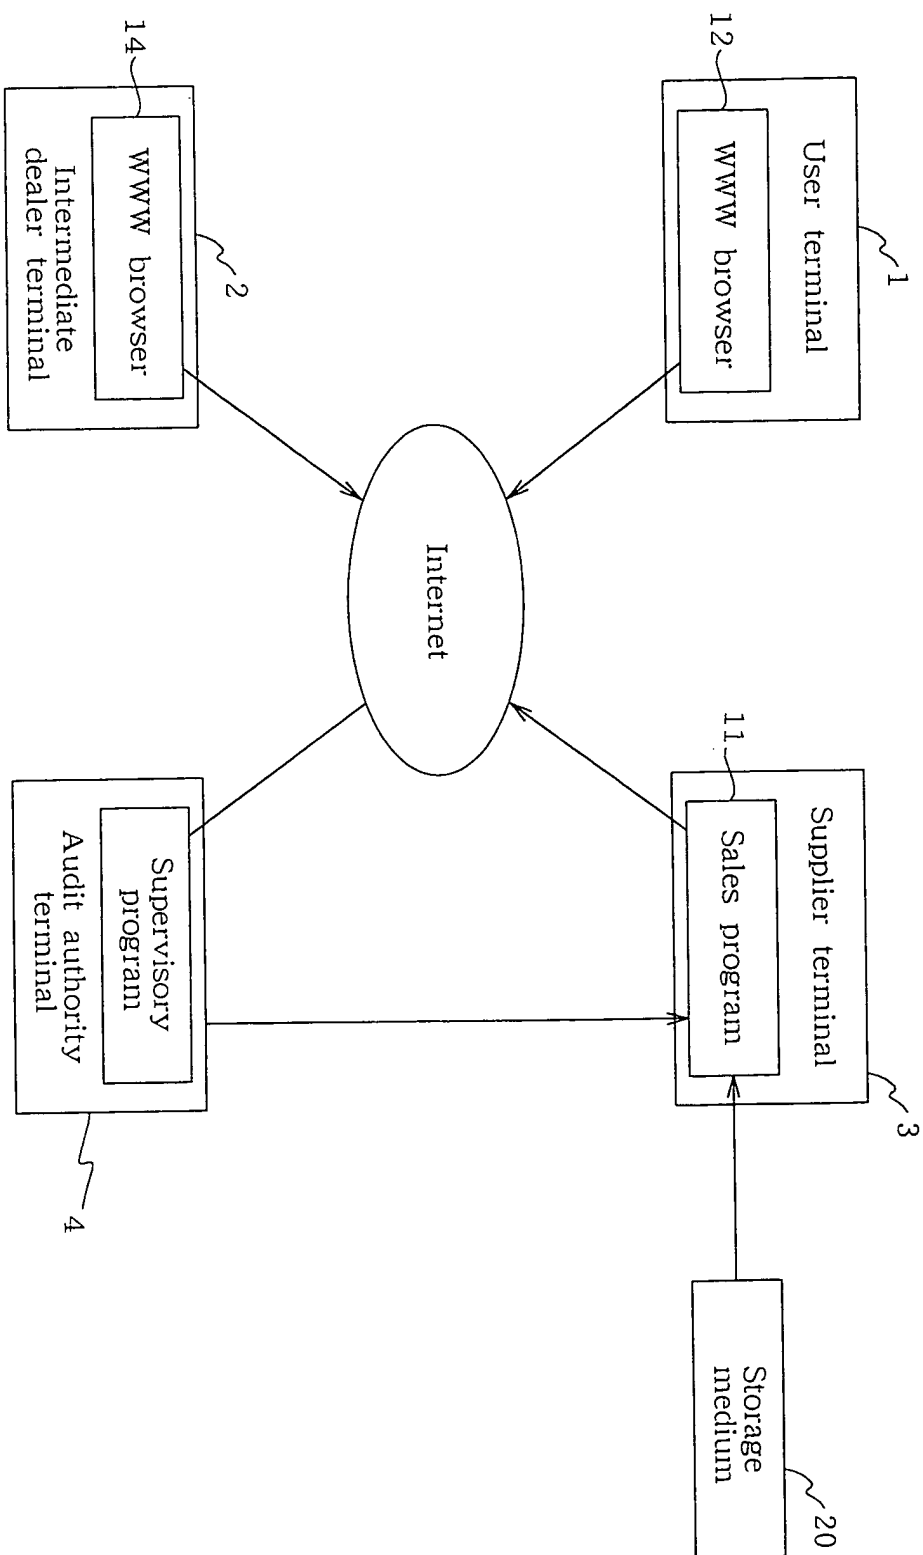 1
User terminal
12
WWW browser
3
Supplier terminal
11
Sales program
20
Storage
medium
Internet
2
14
WWW browser
Intermediate
dealer terminal
Supervisory
program
Audit authority
terminal
4